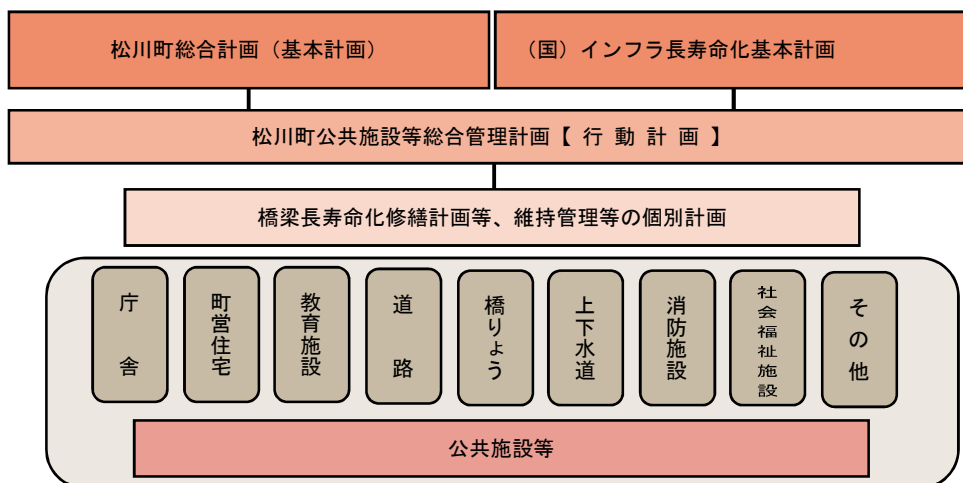 松川町総合計画（基本計画）
（国）インフラ長寿命化基本計画
松川町公共施設等総合管理計画【 行 動 計 画 】
橋梁長寿命化修繕計画等、維持管理等の個別計画
庁舎
町営住宅
教育施設
道路
橋りょう
上下水道
消防施設
社会福祉施設
その他
公共施設等